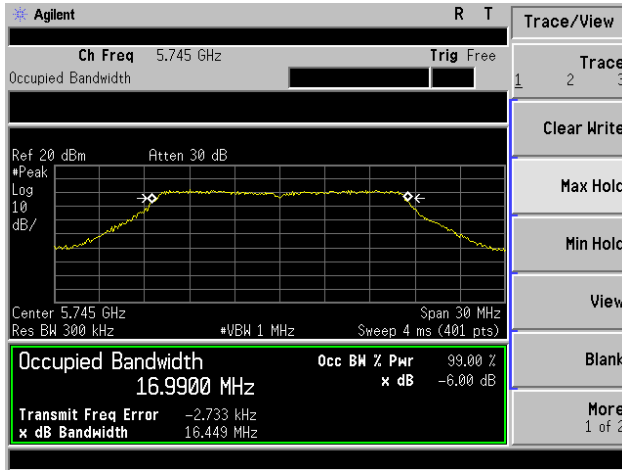 Agilent R T
Ch Freq 5.745 GHz Trig Free
Occupied Bandwidth
Ref 20 dBm Atten 30 dB
#Peak
Log
10
dB/
Center 5.745 GHz Span 30 MHz
Res BW 300 kHz #VBW 1 MHz Sweep 4 ms (401 pts)
Occupied Bandwidth
16.9900 MHz
Occ BW % Pwr 99.00 %
x dB -6.00 dB
Transmit Freq Error -2.733 kHz
x dB Bandwidth 16.449 MHz
Trace/View
Trace
1 2 3
Clear Write
Max Hold
Min Hold
View
Blank
More
1 of 2